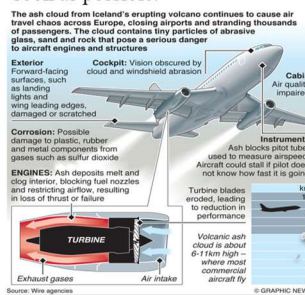 The ash cloud from Iceland's erupting volcano continues to cause air
travel chaos across Europe, closing airports and stranding thousands
of passengers. The cloud contains tiny particles of abrasive
glass, sand and rock that pose a serious danger
to aircraft engines and structures
Exterior
Forward-facing
surfaces, such
as landing
lights and
wing leading edges,
damaged or scratched
Cockpit: Vision obscured by
cloud and windshield abrasion
Cabi
Air qualit
impaire
Corrosion: Possible
damage to plastic, rubber
and metal components from
gases such as sulfur dioxide
Instrument
Ash blocks pitot tube
used to measure airspeed
Aircraft could stall if pilot doe
not know how fast it is goin
ENGINES: Ash deposits melt and
clog interior, blocking fuel nozzles
and restricting airflow, resulting
in loss of thrust or failure
Turbine blades
eroded, leading
to reduction in
performance
TURBINE
Exhaust gases
Air intake
Volcanic ash
cloud is about
6-11km high –
where most
commercial
aircraft fly
Source: Wire agencies
© GRAPHIC NEW